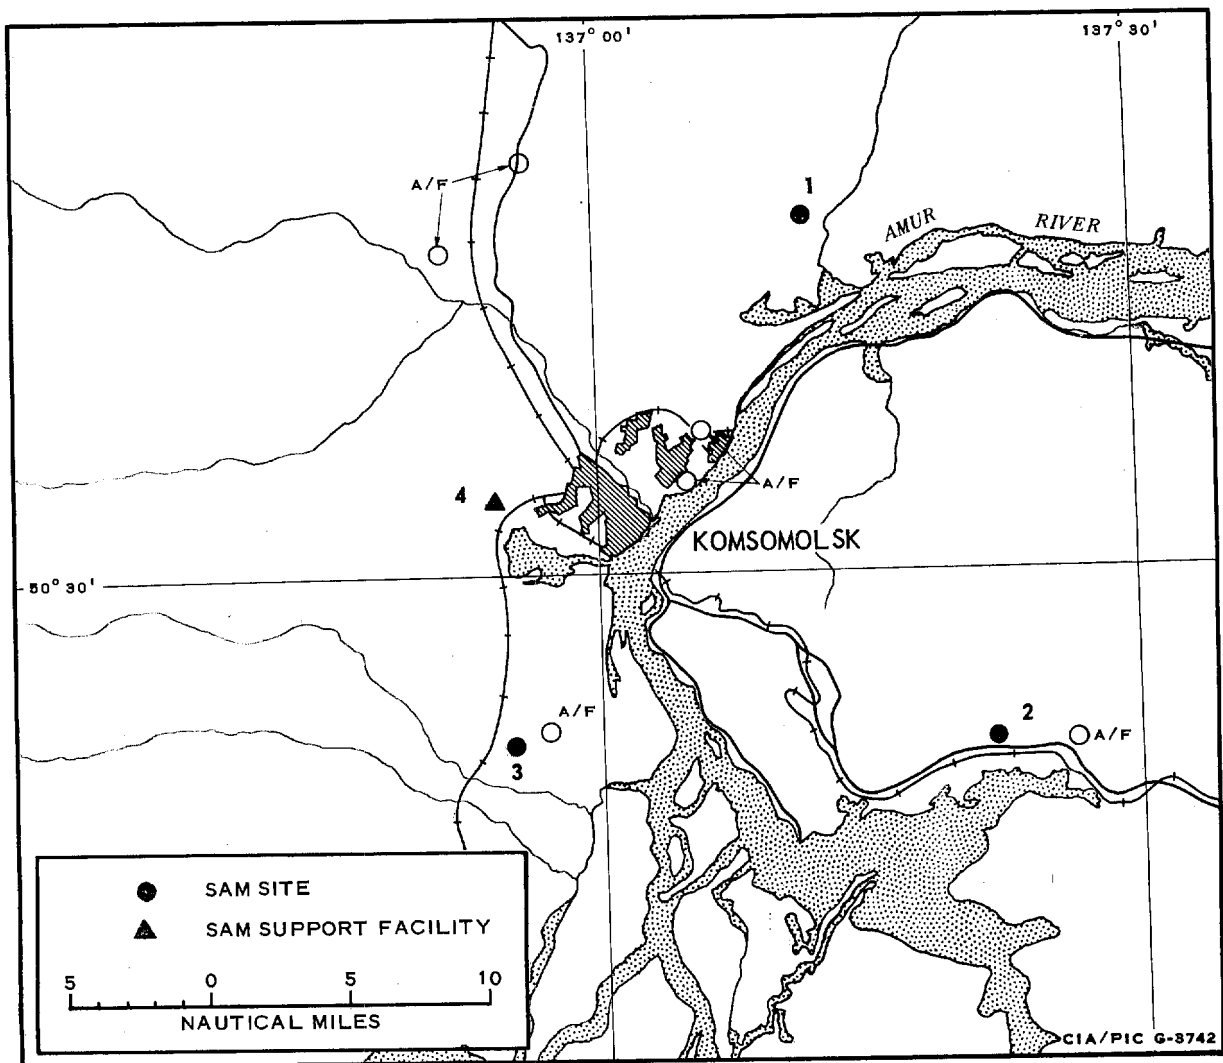 137° 00'
137° 30'
A/F
1
AMUR RIVER
4
A/F
KOMSOMOLSK
50° 30'
A/F
3
2
A/F
SAM SITE
SAM SUPPORT FACILITY
5 0 5 10
NAUTICAL MILES
CIA/PIC G-3742